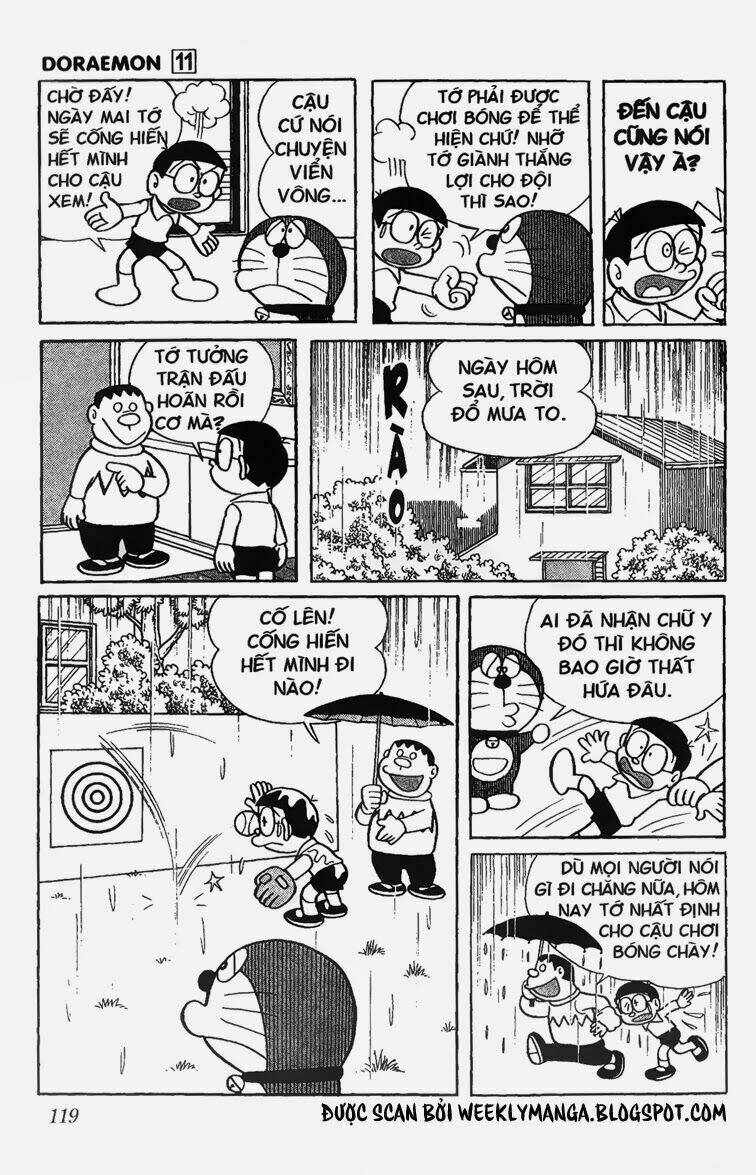 DORAEMON 11
CHỜ ĐẤY!
NGÀY MAI TỚ
SẼ CỐNG HIẾN
HẾT MÌNH
CHO CẬU
XEM!
CẬU
CỨ NÓI
CHUYỆN
VIỂN
VÔNG...
TỚ PHẢI ĐƯỢC
CHƠI BÓNG ĐỂ THỂ
HIỆN CHỨ! NHỠ
TỚ GIÀNH THẮNG
LỢI CHO ĐỘI
THÌ SAO!
ĐẾN CẬU
CŨNG NÓI
VẬY À?
TỚ TƯỞNG
TRẬN ĐẤU
HOÃN RỒI
CƠ MÀ?
RÀO
NGÀY HÔM
SAU, TRỜI
ĐỔ MƯA TO.
CỐ LÊN!
CỐNG HIẾN
HẾT MÌNH ĐI
NÀO!
AI ĐÃ NHẬN CHỮ Y
ĐÓ THÌ KHÔNG
BAO GIỜ THẤT
HỨA ĐÂU.
DÙ MỌI NGƯỜI NÓI
GÌ ĐI CHĂNG NỮA, HÔM
NAY TỚ NHẤT ĐỊNH
CHO CẬU CHƠI
BÓNG CHÀY!
119
ĐƯỢC SCAN BỞI WEEKLYMANGA.BLOGSPOT.COM